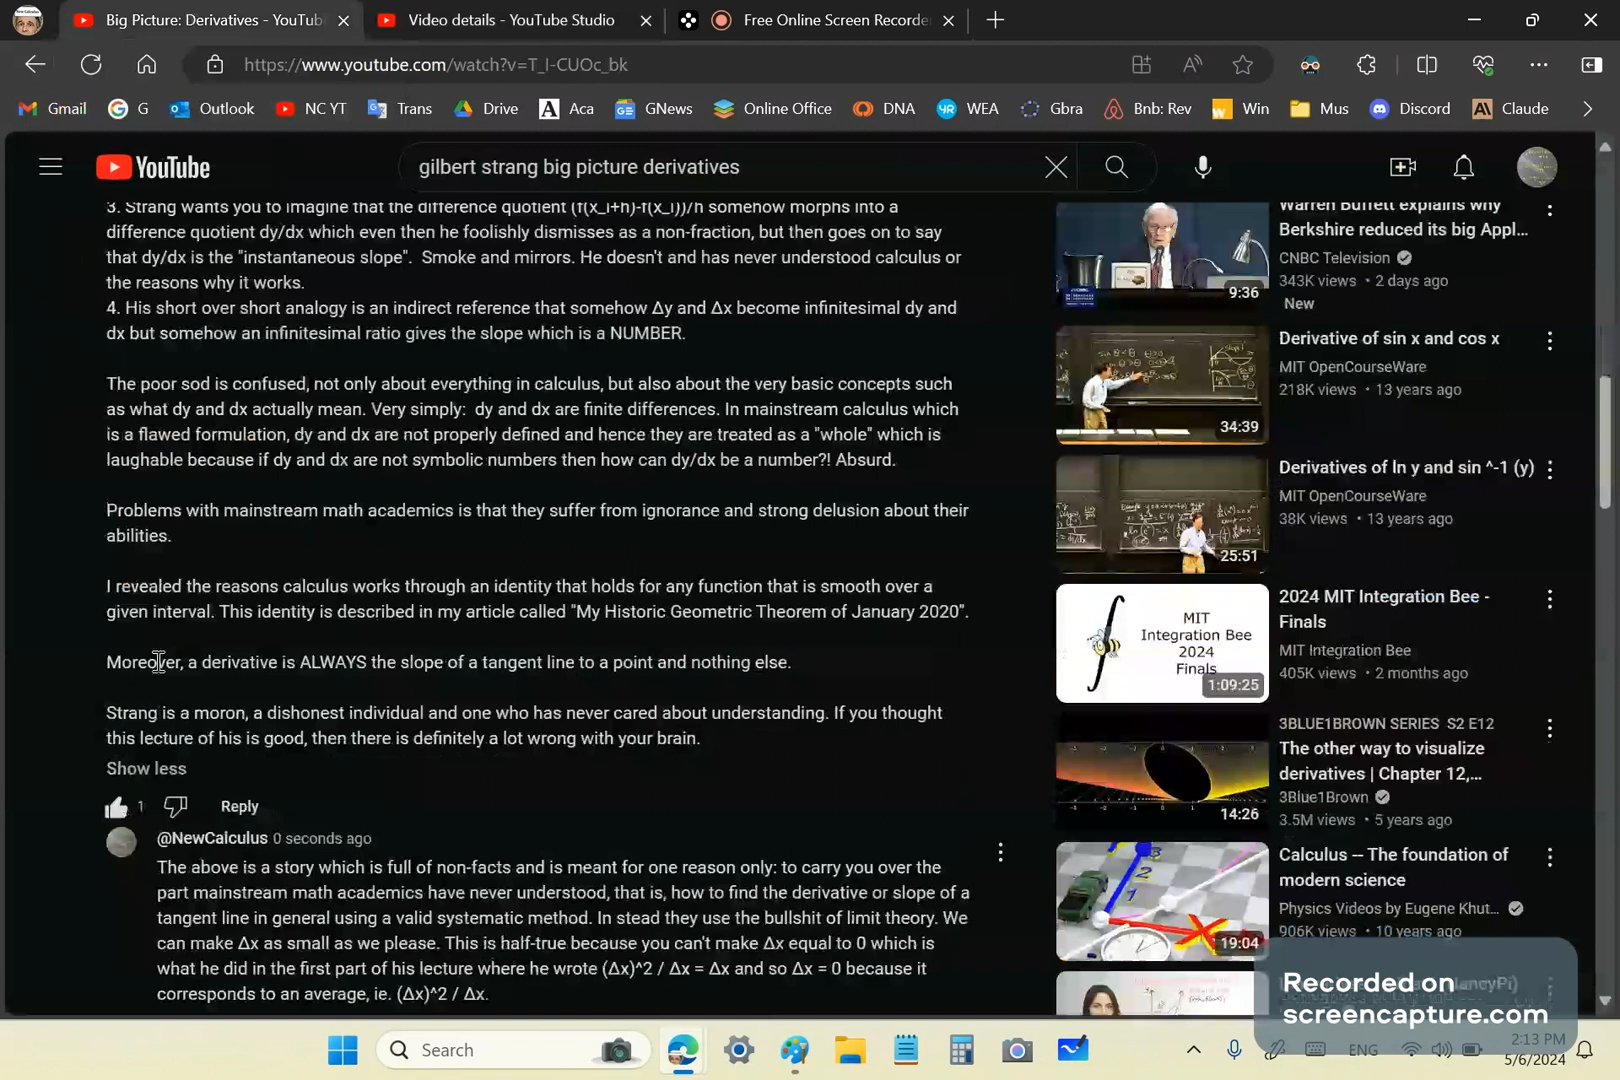 Big Picture: Derivatives - YouTub
Video details - YouTube Studio
Free Online Screen Recorde
https://www.youtube.com/watch?v=T_I-CUOc_bk
Gmail
G
Outlook
NC YT
Trans
Drive
Aca
GNews
Online Office
DNA
WEA
Gbra
Bnb: Rev
Win
Mus
Discord
Claude
YouTube
gilbert strang big picture derivatives
3. Strang wants you to imagine that the difference quotient (f(x_i+h)-f(x_i))/h somehow morphs into a
difference quotient dy/dx which even then he foolishly dismisses as a non-fraction, but then goes on to say
that dy/dx is the "instantaneous slope". Smoke and mirrors. He doesn't and has never understood calculus or
the reasons why it works.
4. His short over short analogy is an indirect reference that somehow Δy and Δx become infinitesimal dy and
dx but somehow an infinitesimal ratio gives the slope which is a NUMBER.
The poor sod is confused, not only about everything in calculus, but also about the very basic concepts such
as what dy and dx actually mean. Very simply: dy and dx are finite differences. In mainstream calculus which
is a flawed formulation, dy and dx are not properly defined and hence they are treated as a "whole" which is
laughable because if dy and dx are not symbolic numbers then how can dy/dx be a number?! Absurd.
Problems with mainstream math academics is that they suffer from ignorance and strong delusion about their
abilities.
I revealed the reasons calculus works through an identity that holds for any function that is smooth over a
given interval. This identity is described in my article called "My Historic Geometric Theorem of January 2020".
Moreover, a derivative is ALWAYS the slope of a tangent line to a point and nothing else.
Strang is a moron, a dishonest individual and one who has never cared about understanding. If you thought
this lecture of his is good, then there is definitely a lot wrong with your brain.
Show less
1
Reply
@NewCalculus 0 seconds ago
The above is a story which is full of non-facts and is meant for one reason only: to carry you over the
part mainstream math academics have never understood, that is, how to find the derivative or slope of a
tangent line in general using a valid systematic method. In stead they use the bullshit of limit theory. We
can make Δx as small as we please. This is half-true because you can't make Δx equal to 0 which is
what he did in the first part of his lecture where he wrote (Δx)^2 / Δx = Δx and so Δx = 0 because it
corresponds to an average, ie. (Δx)^2 / Δx.
Warren Buffett explains why
Berkshire reduced its big Appl...
CNBC Television
343K views • 2 days ago
New
9:36
Derivative of sin x and cos x
MIT OpenCourseWare
218K views • 13 years ago
34:39
Derivatives of ln y and sin ^-1 (y)
MIT OpenCourseWare
38K views • 13 years ago
25:51
MIT
Integration Bee
2024
Finals
1:09:25
2024 MIT Integration Bee -
Finals
MIT Integration Bee
405K views • 2 months ago
3BLUE1BROWN SERIES S2 E12
The other way to visualize
derivatives | Chapter 12,...
3Blue1Brown
3.5M views • 5 years ago
14:26
Calculus -- The foundation of
modern science
Physics Videos by Eugene Khut...
906K views • 10 years ago
19:04
Recorded on
screencapture.com
Search
ENG
2:13 PM
5/6/2024